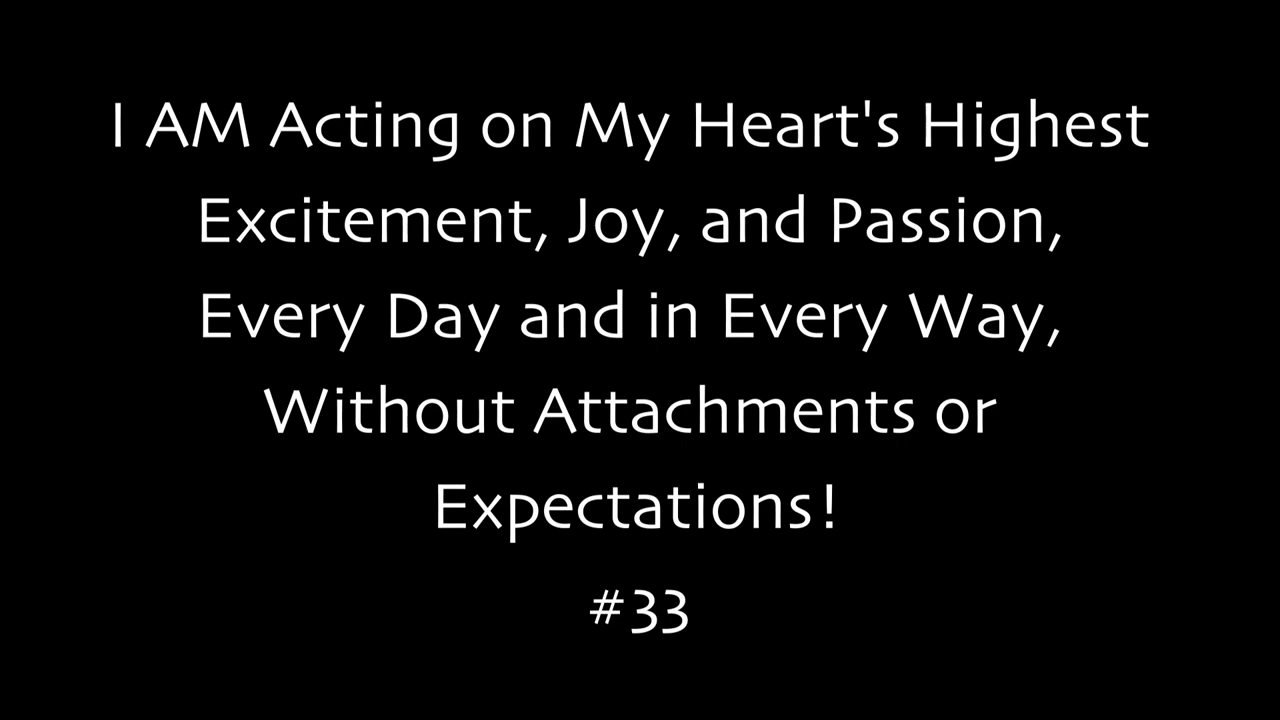 I AM Acting on My Heart's Highest
Excitement, Joy, and Passion,
Every Day and in Every Way,
Without Attachments or
Expectations!
#33